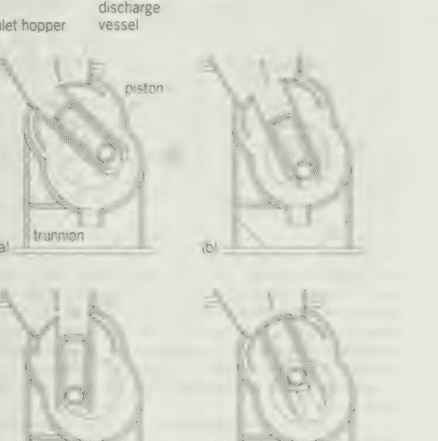 discharge
let hopper vessel
piston
trunnion
(b)